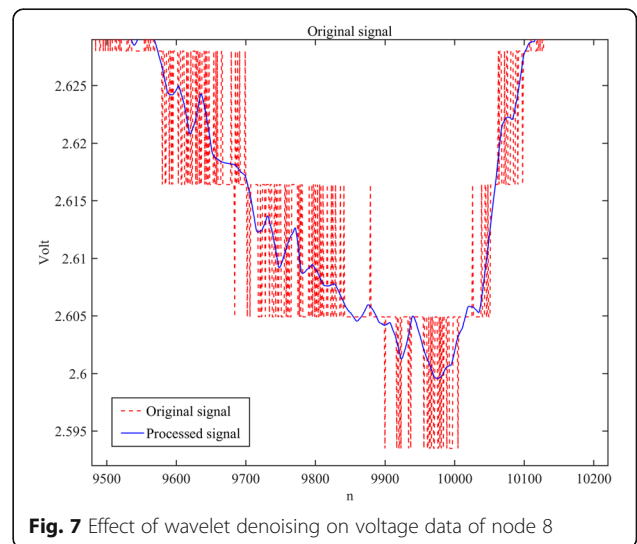 Original signal
2.625
2.62
2.615
2.61
2.605
2.6
2.595
Volt
Original signal
Processed signal
9500 9600 9700 9800 9900 10000 10100 10200
n
Fig. 7 Effect of wavelet denoising on voltage data of node 8